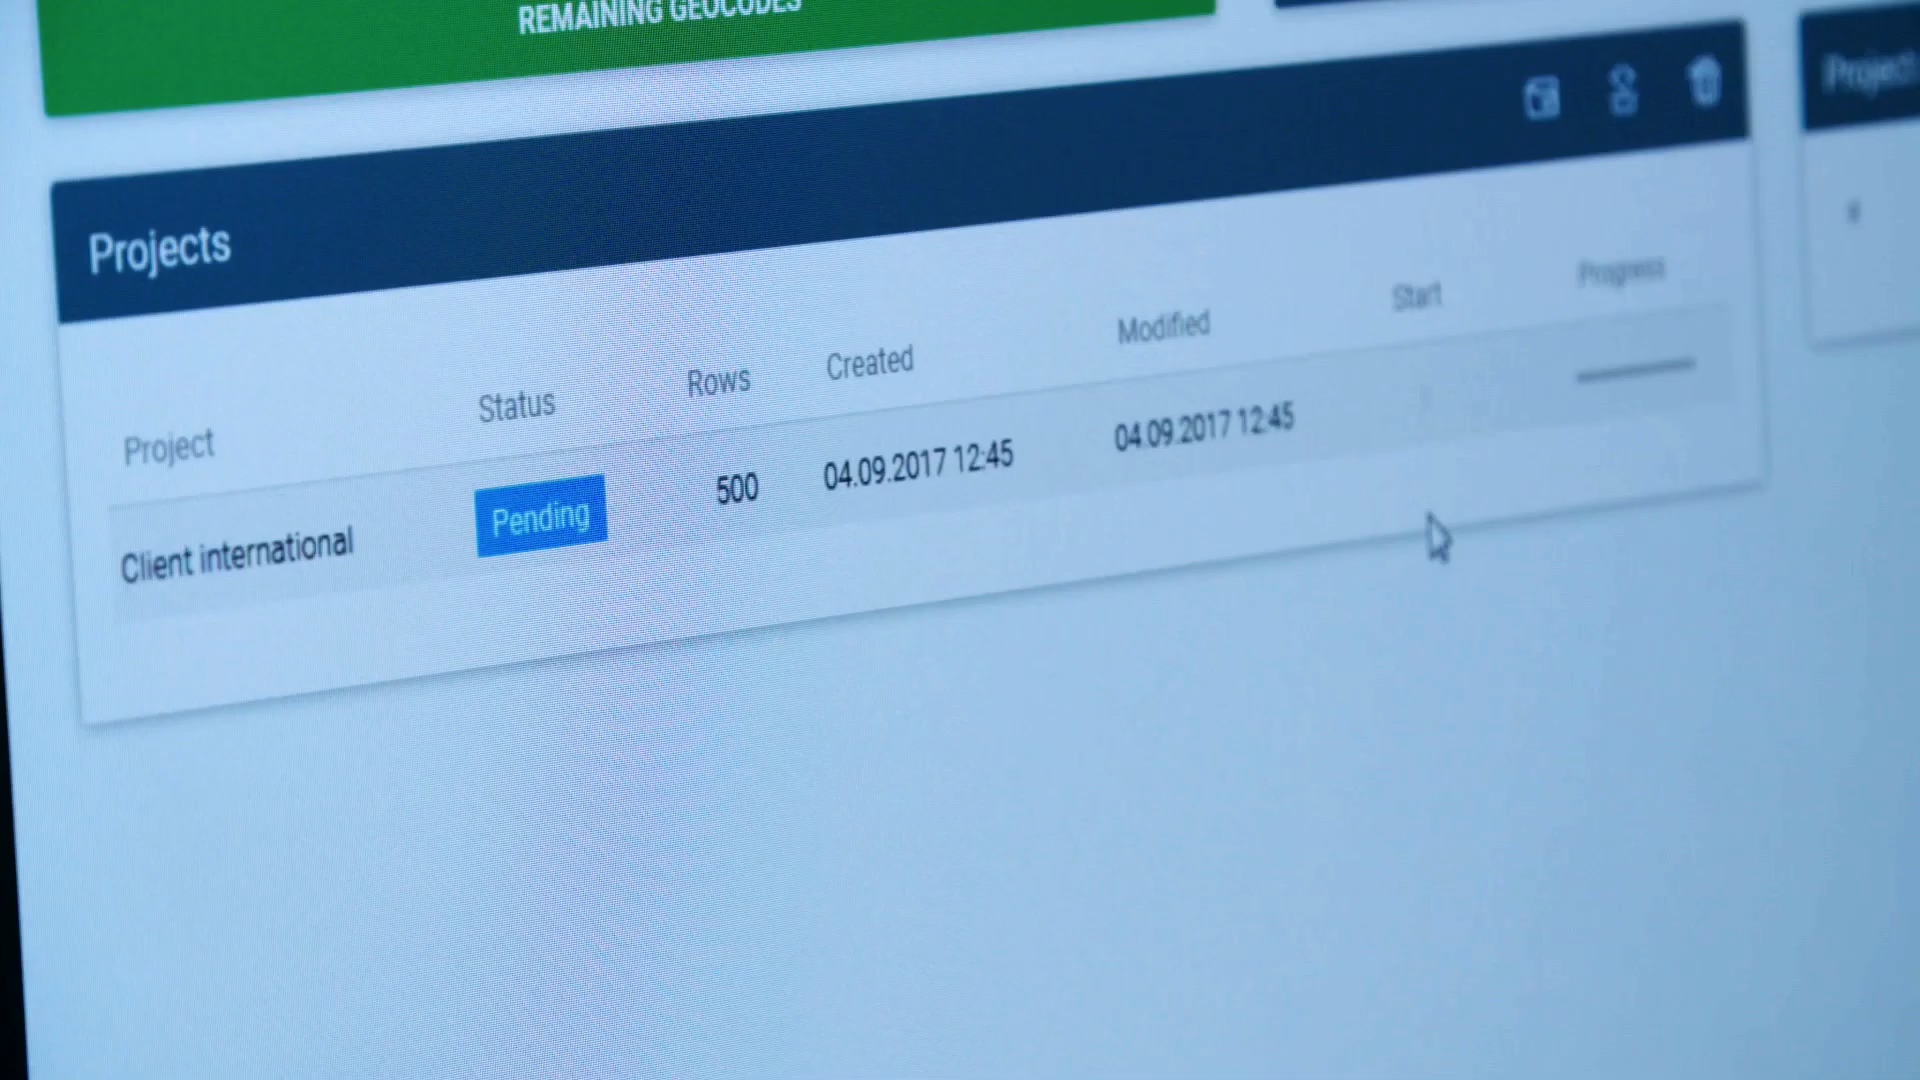 REMAINING GEOCODES
Projects
Project Status Rows Created Modified Start Progress
Client international Pending 500 04.09.2017 12:45 04.09.2017 12:45